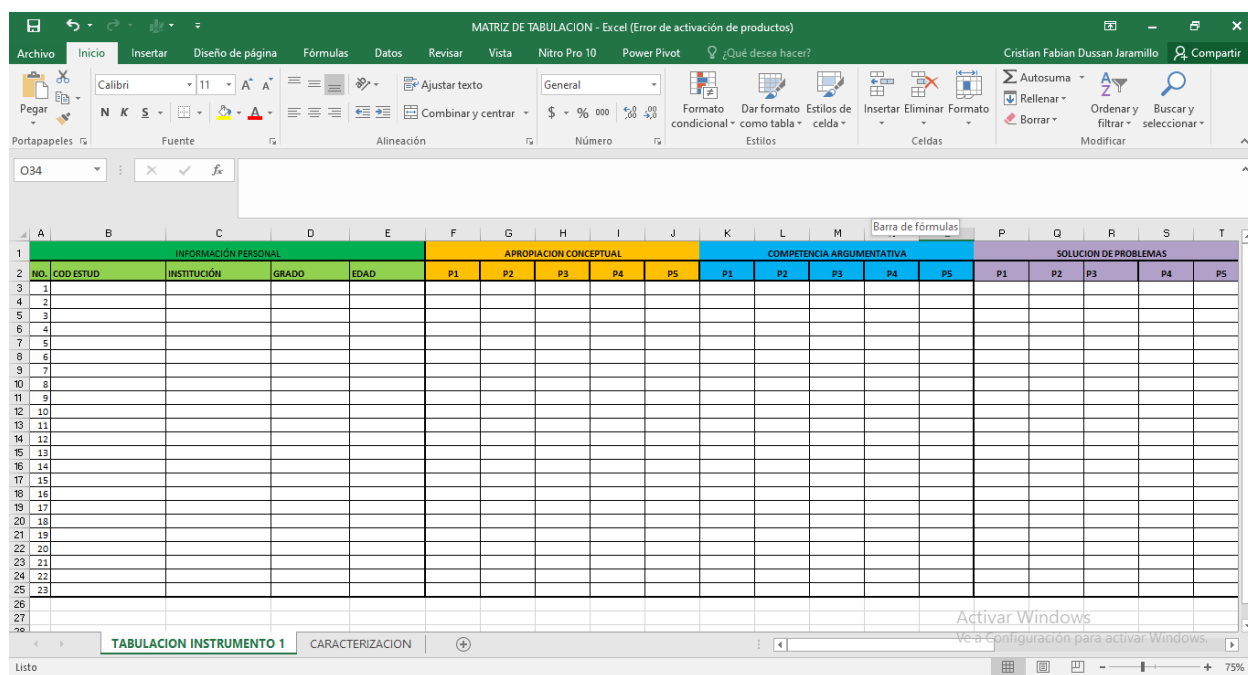 MATRIZ DE TABULACION - Excel (Error de activación de productos)
Archivo Inicio Insertar Diseño de página Fórmulas Datos Revisar Vista Nitro Pro 10 Power Pivot ¿Qué desea hacer? Cristian Fabian Dussan Jaramillo Compartir
Pegar
Calibri 11 A A
N K S A
Ajustar texto
Combinar y centrar
General
$ % 000
Formato condicional
Dar formato como tabla
Estilos de celda
Insertar Eliminar Formato
Autosuma
Rellenar
Borrar
Ordenar y filtrar
Buscar y seleccionar
Portapapeles Fuente Alineación Número Estilos Celdas Modificar
O34 fx
Barra de fórmulas
A B C D E F G H I J K L M P Q R S T
1 INFORMACIÓN PERSONAL APROPIACION CONCEPTUAL COMPETENCIA ARGUMENTATIVA SOLUCION DE PROBLEMAS
2 NO. COD ESTUD INSTITUCIÓN GRADO EDAD P1 P2 P3 P4 P5 P1 P2 P3 P4 P5 P1 P2 P3 P4 P5
3 1
4 2
5 3
6 4
7 5
8 6
9 7
10 8
11 9
12 10
13 11
14 12
15 13
16 14
17 15
18 16
19 17
20 18
21 19
22 20
23 21
24 22
25 23
26
27
Activar Windows
Ve a Configuración para activar Windows.
TABULACION INSTRUMENTO 1 CARACTERIZACION
Listo 75%